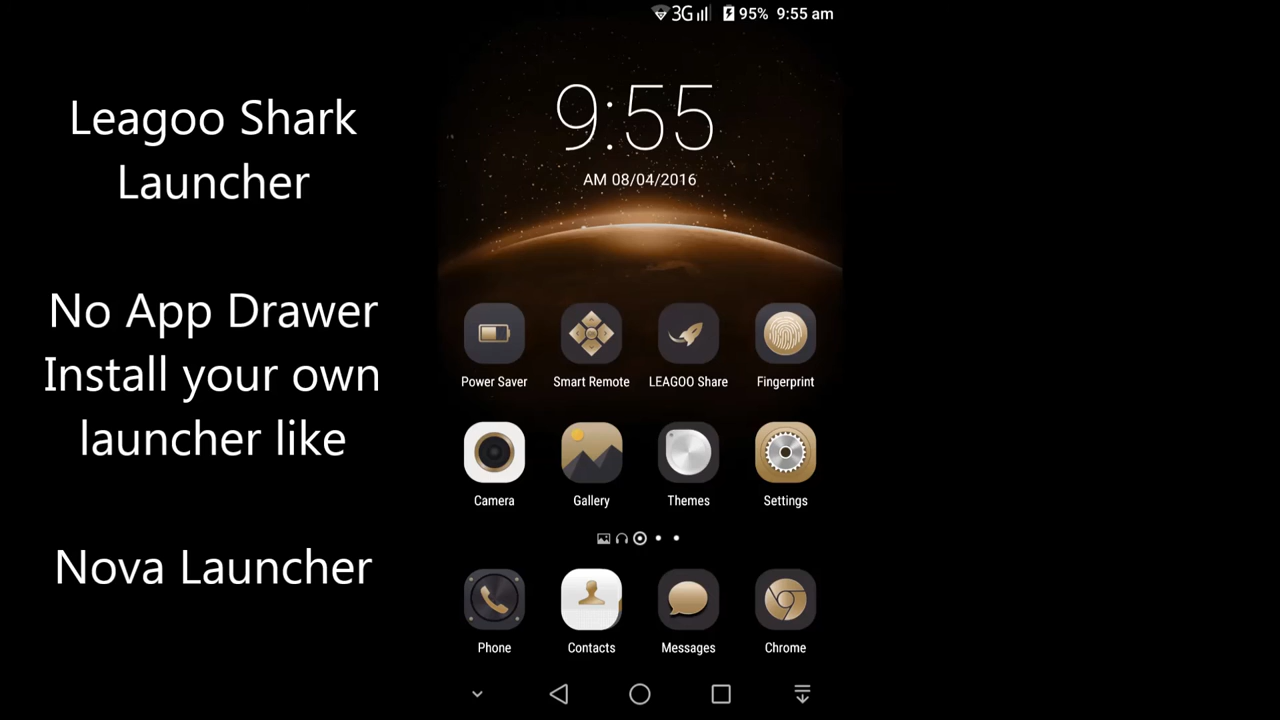 3G 95% 9:55 am
Leagoo Shark
Launcher
No App Drawer
Install your own
launcher like
Nova Launcher
9:55
AM 08/04/2016
Power Saver Smart Remote LEAGOO Share Fingerprint
Camera Gallery Themes Settings
Phone Contacts Messages Chrome